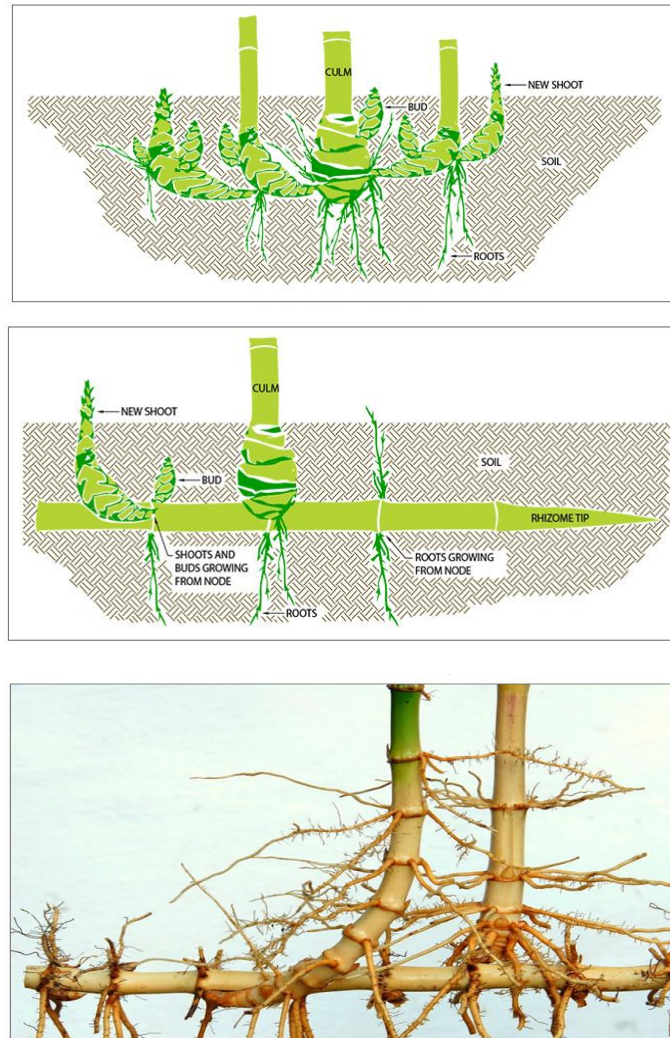 CULM
NEW SHOOT
BUD
SOIL
ROOTS
CULM
NEW SHOOT
SOIL
BUD
RHIZOME TIP
SHOOTS AND
BUDS GROWING
FROM NODE
ROOTS GROWING
FROM NODE
ROOTS